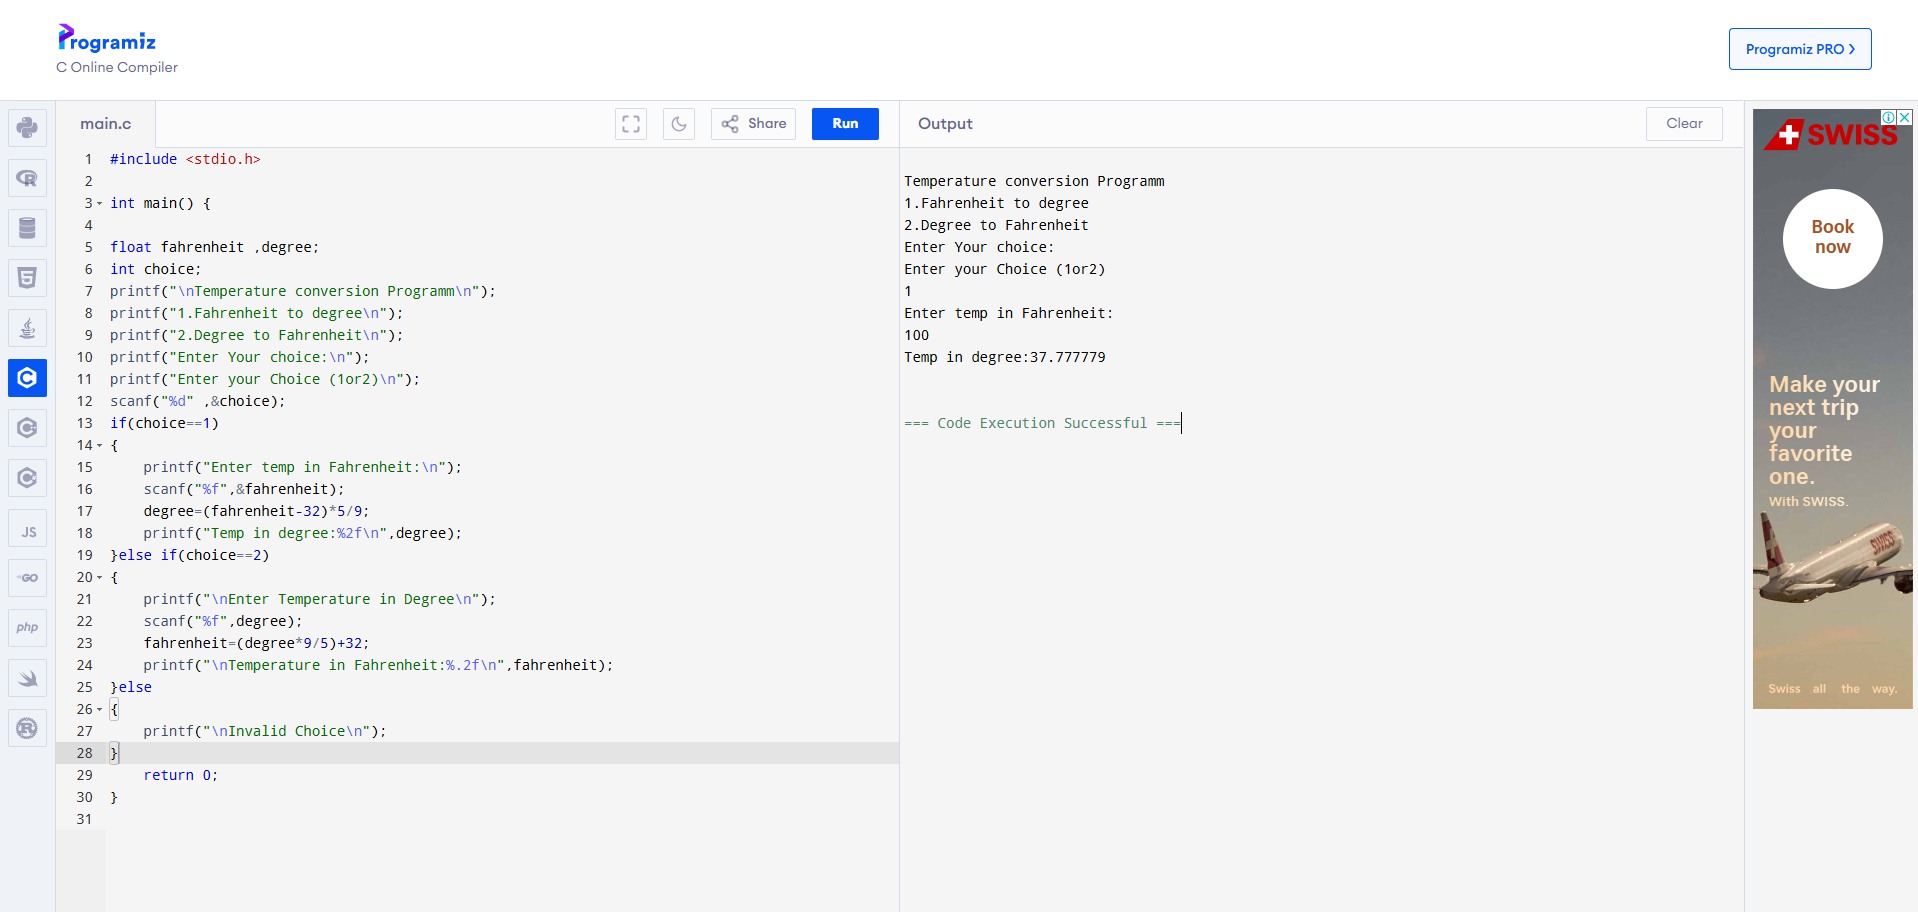 Programiz
C Online Compiler
Programiz PRO >
main.c
Share
Run
Output
Clear
1 #include <stdio.h>
2
3 int main() {
4
5 float fahrenheit ,degree;
6 int choice;
7 printf("\nTemperature conversion Programm\n");
8 printf("1.Fahrenheit to degree\n");
9 printf("2.Degree to Fahrenheit\n");
10 printf("Enter Your choice:\n");
11 printf("Enter your Choice (1or2)\n");
12 scanf("%d" ,&choice);
13 if(choice==1)
14 {
15     printf("Enter temp in Fahrenheit:\n");
16     scanf("%f",&fahrenheit);
17     degree=(fahrenheit-32)*5/9;
18     printf("Temp in degree:%2f\n",degree);
19 }else if(choice==2)
20 {
21     printf("\nEnter Temperature in Degree\n");
22     scanf("%f",degree);
23     fahrenheit=(degree*9/5)+32;
24     printf("\nTemperature in Fahrenheit:%.2f\n",fahrenheit);
25 }else
26 {
27     printf("\nInvalid Choice\n");
28 }
29     return 0;
30 }
31
Temperature conversion Programm
1.Fahrenheit to degree
2.Degree to Fahrenheit
Enter Your choice:
Enter your Choice (1or2)
1
Enter temp in Fahrenheit:
100
Temp in degree:37.777779
=== Code Execution Successful ===
R
5
C
C
C
JS
GO
php
R
SWISS
Book
now
Make your
next trip
your
favorite
one.
With SWISS.
SWISS
Swiss all the way.